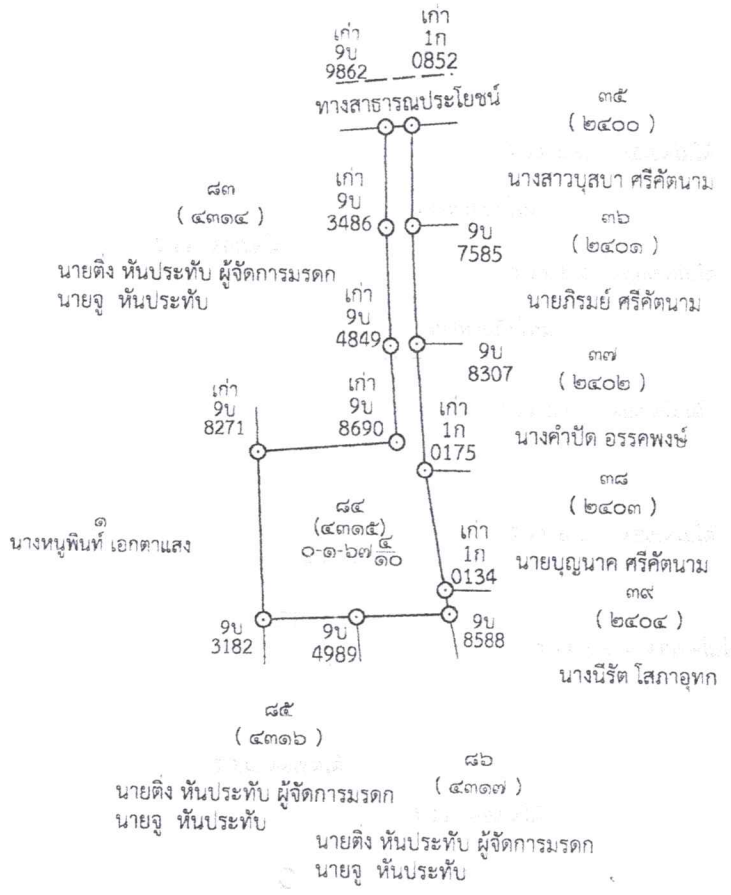 เก่า
9บ
9862
เก่า
1ก
0852
ทางสาธารณประโยชน์
๓๕
( ๒๔๐๐ )
นางสาวบุสบา ศรีคัตนาม
๘๓
( ๔๓๑๔ )
นายติ่ง หันประทับ ผู้จัดการมรดก
นายจู หันประทับ
เก่า
9บ
3486
9บ
7585
๓๖
( ๒๔๐๑ )
นายภิรมย์ ศรีคัตนาม
เก่า
9บ
4849
9บ
8307
๓๗
( ๒๔๐๒ )
นางคำปัด อรรคพงษ์
เก่า
9บ
8271
เก่า
9บ
8690
เก่า
1ก
0175
๓๘
( ๒๔๐๓ )
นายบุญนาค ศรีคัตนาม
๑
นางหนูพินท์ เอกตาแสง
๘๔
(๔๓๑๕)
๐-๑-๖๗ ๔/๑๐
เก่า
1ก
0134
๓๙
( ๒๔๐๔ )
นางนีรัต โสภาอุทก
9บ
3182
9บ
4989
9บ
8588
๘๕
( ๔๓๑๖ )
นายติ่ง หันประทับ ผู้จัดการมรดก
นายจู หันประทับ
๘๖
( ๔๓๑๗ )
นายติ่ง หันประทับ ผู้จัดการมรดก
นายจู หันประทับ